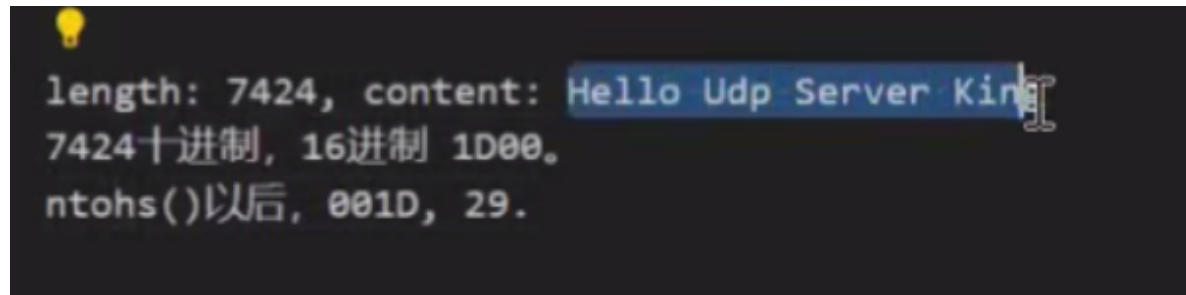 length: 7424, content: Hello Udp Server King
7424十进制, 16进制 1D00。
ntohs()以后, 001D, 29.